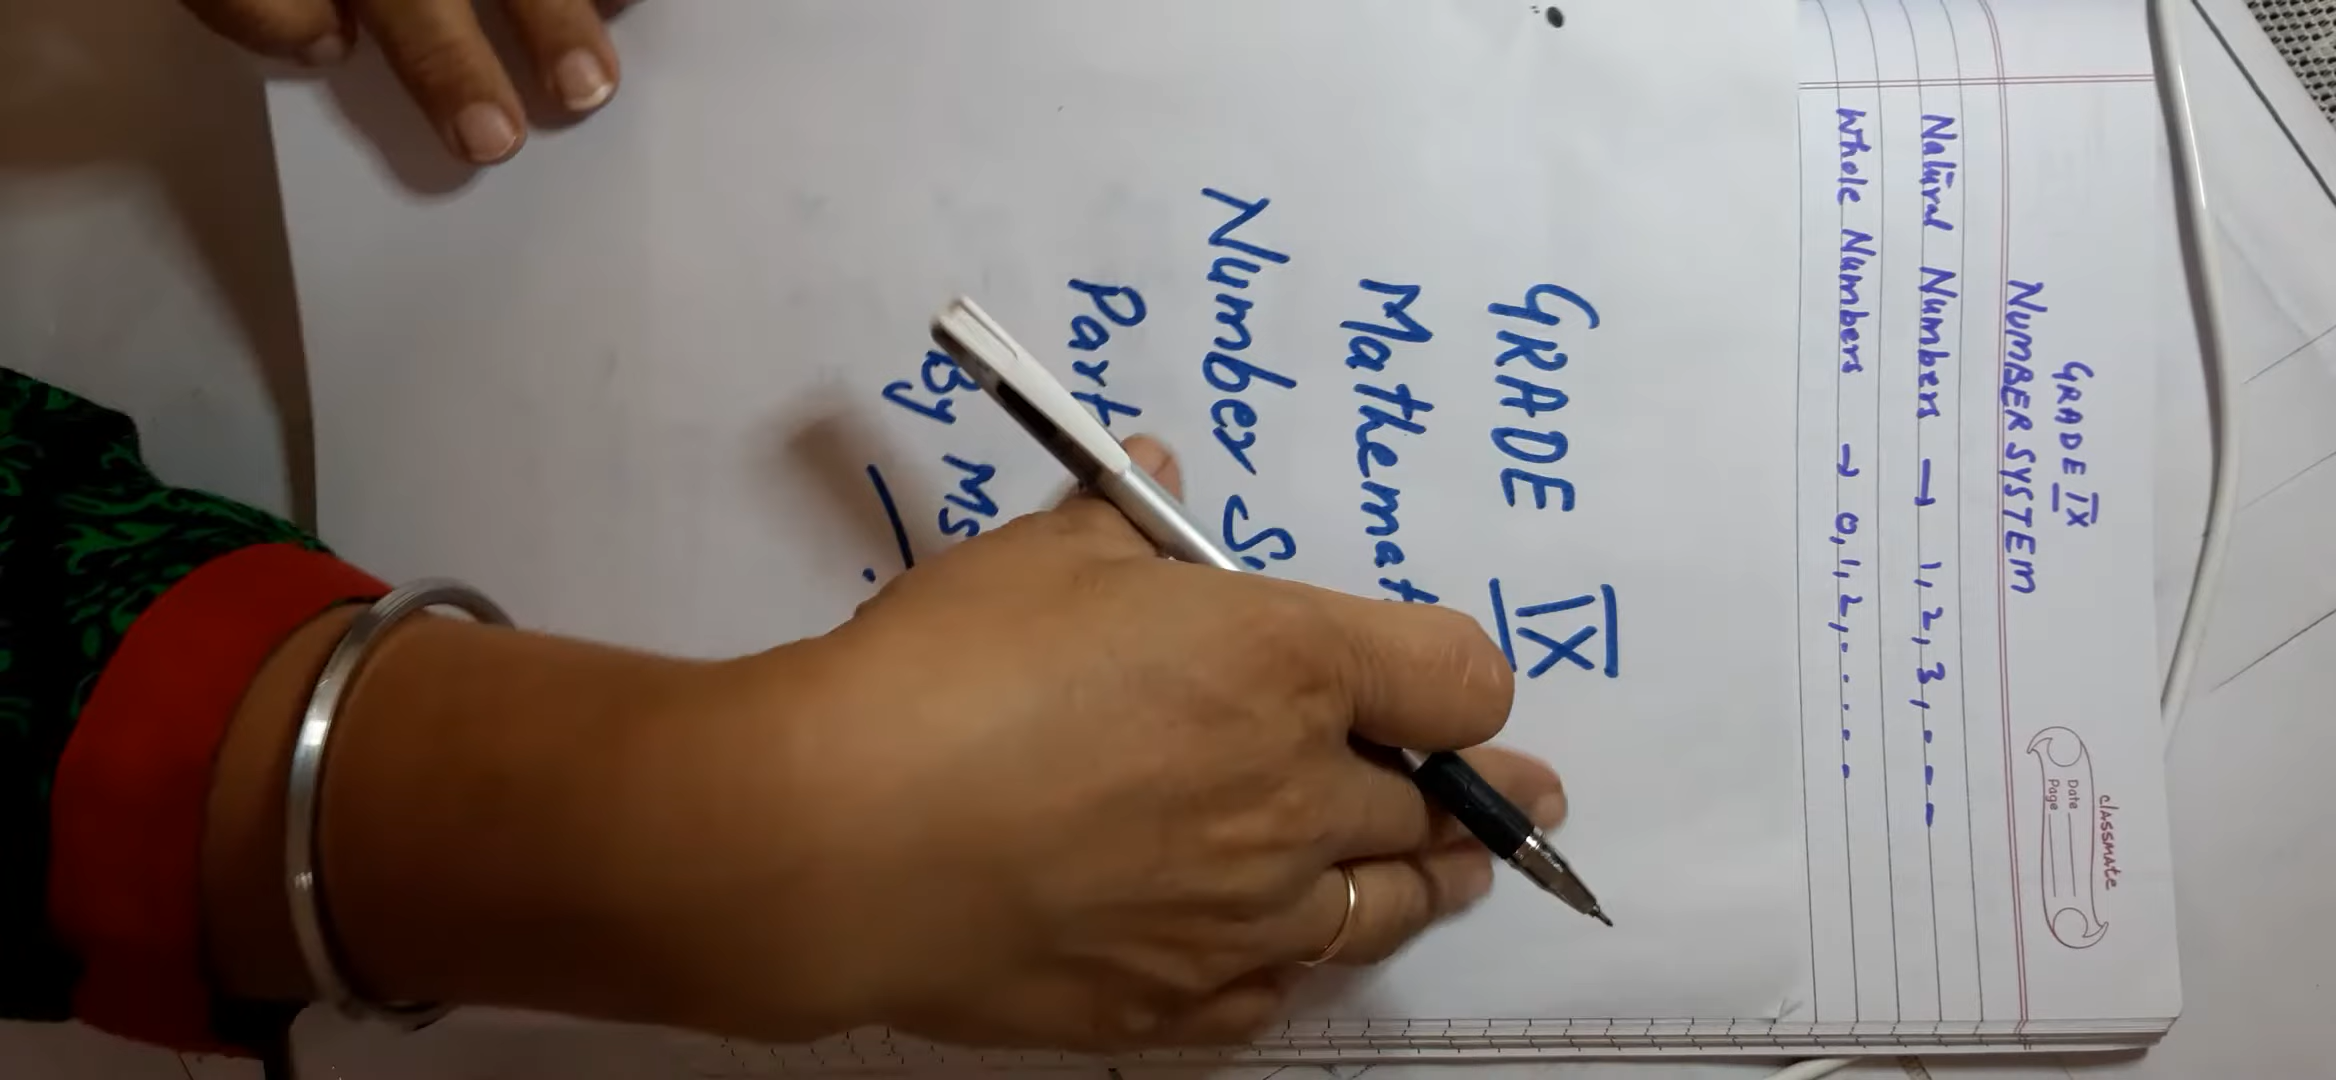 GRADE IX
NUMBER SYSTEM
classmate
Date
Page
Natural Numbers → 1, 2, 3, - - - -
Whole Numbers → 0, 1, 2, - - - - -
GRADE IX
Mathemat
Number S
Part
By Ms